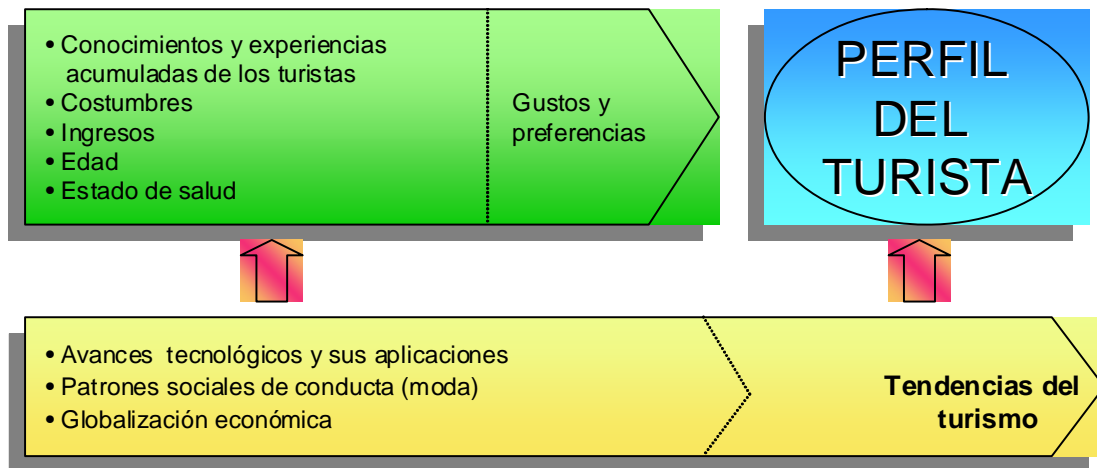 • Conocimientos y experiencias
acumuladas de los turistas
• Costumbres
• Ingresos
• Edad
• Estado de salud
Gustos y
preferencias
PERFIL
DEL
TURISTA
• Avances tecnológicos y sus aplicaciones
• Patrones sociales de conducta (moda)
• Globalización económica
Tendencias del
turismo